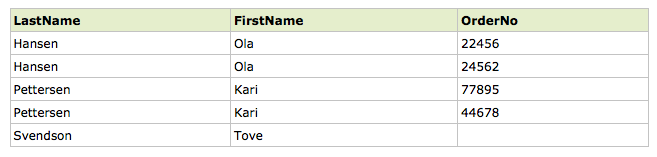 LastName FirstName OrderNo
Hansen Ola 22456
Hansen Ola 24562
Pettersen Kari 77895
Pettersen Kari 44678
Svendson Tove